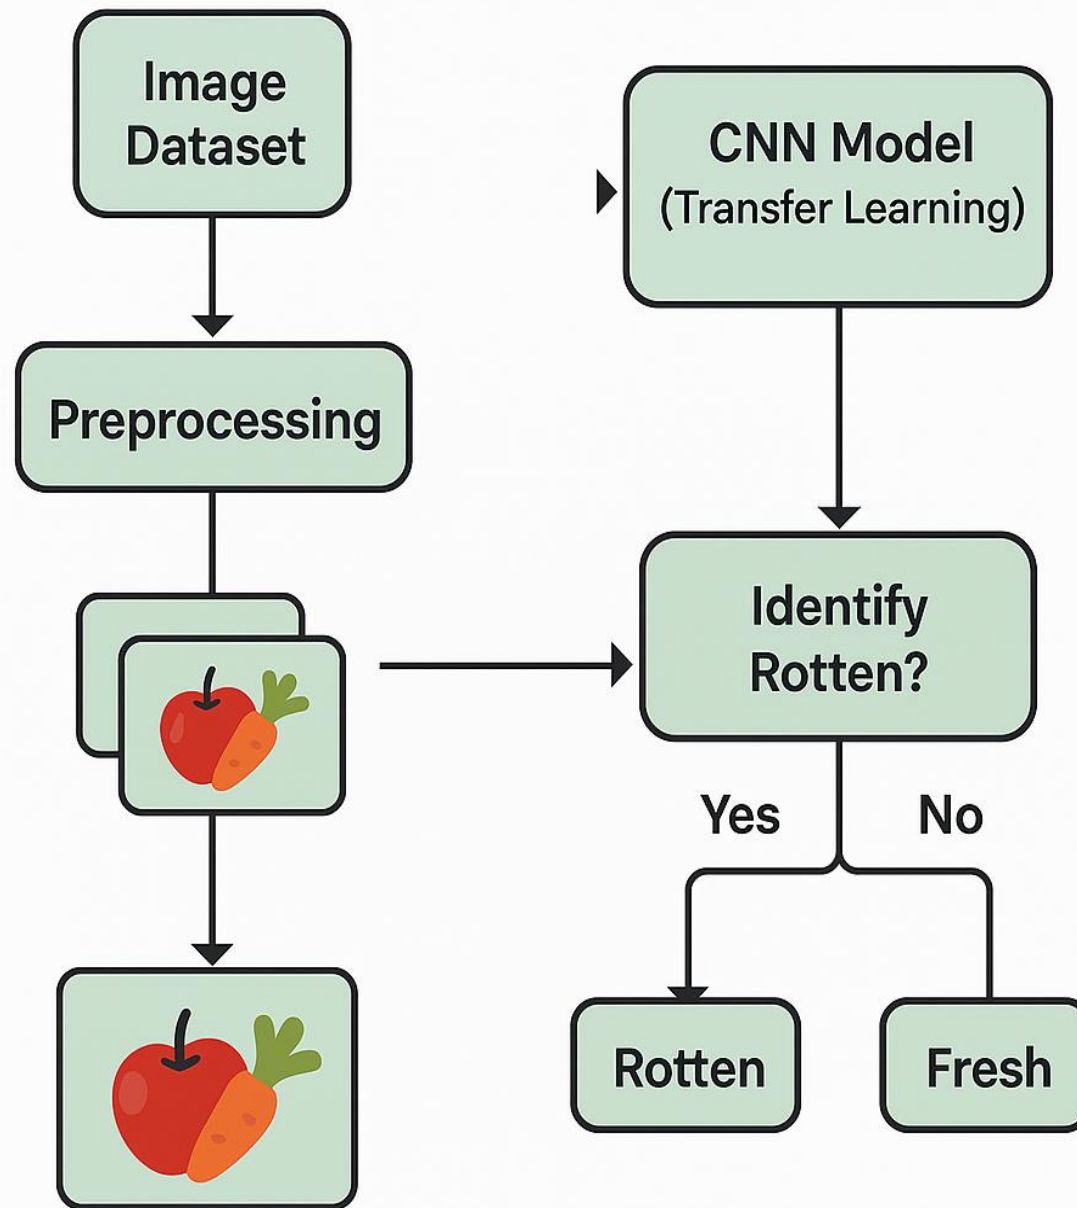 Image
Dataset
Preprocessing
CNN Model
(Transfer Learning)
Identify
Rotten?
Yes
No
Rotten
Fresh